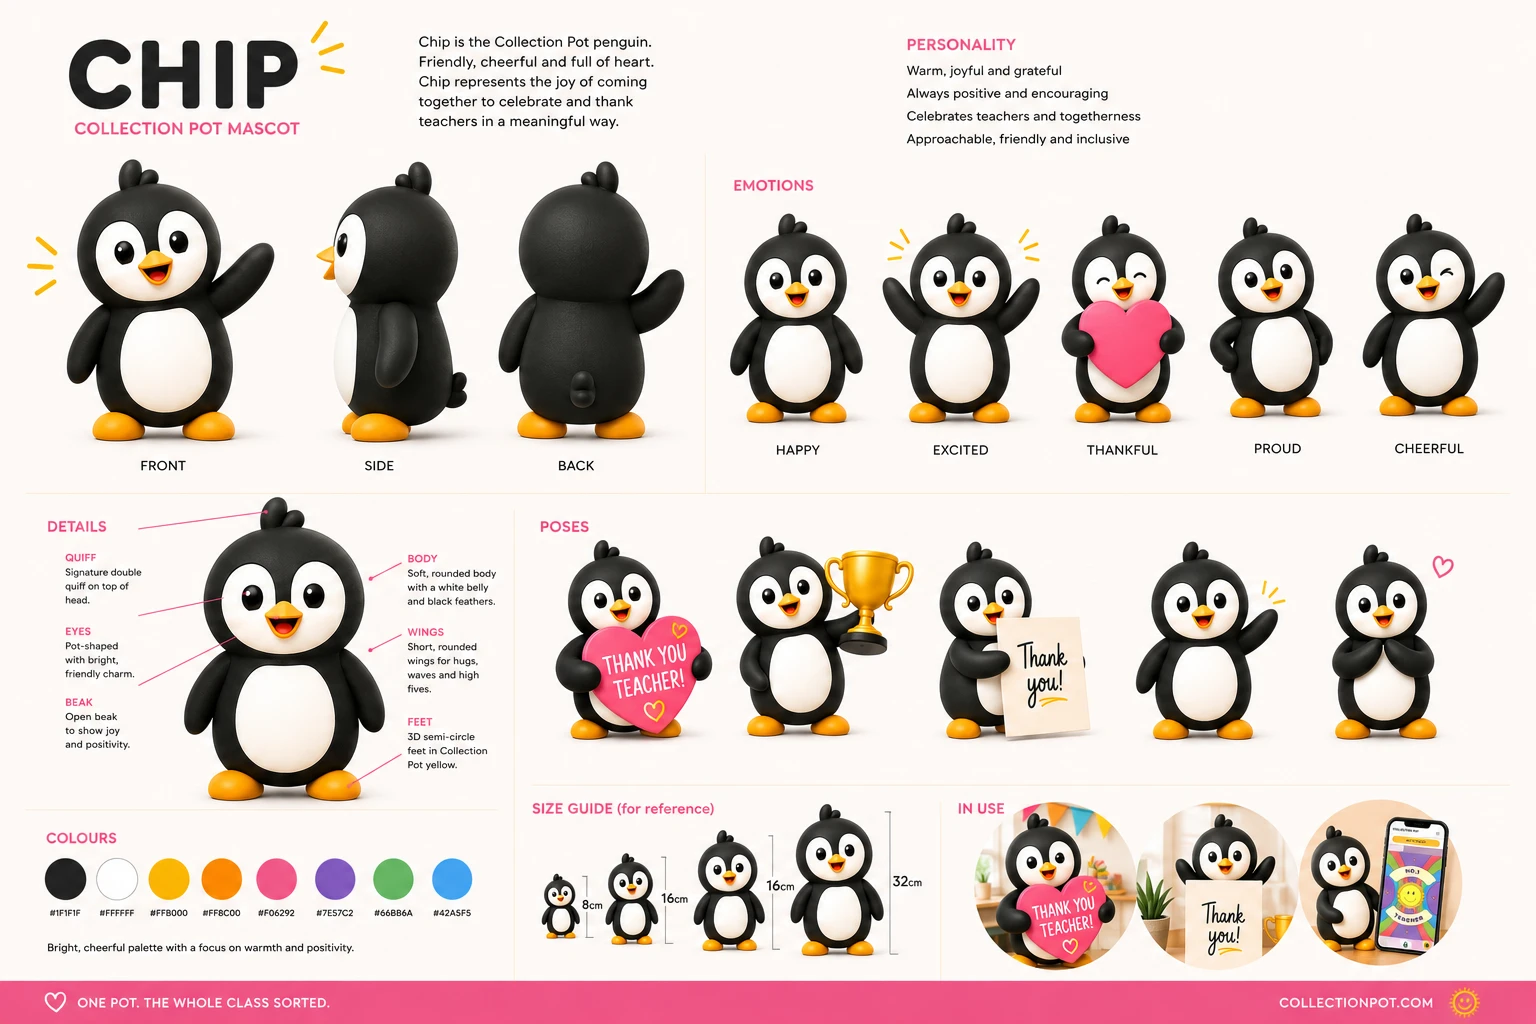 CHIP
COLLECTION POT MASCOT
Chip is the Collection Pot penguin.
Friendly, cheerful and full of heart.
Chip represents the joy of coming
together to celebrate and thank
teachers in a meaningful way.
PERSONALITY
Warm, joyful and grateful
Always positive and encouraging
Celebrates teachers and togetherness
Approachable, friendly and inclusive
FRONT
SIDE
BACK
EMOTIONS
HAPPY
EXCITED
THANKFUL
PROUD
CHEERFUL
DETAILS
QUIFF
Signature double
quiff on top of
head.
EYES
Pot-shaped
with bright,
friendly charm.
BEAK
Open beak
to show joy
and positivity.
BODY
Soft, rounded body
with a white belly
and black feathers.
WINGS
Short, rounded
wings for hugs,
waves and high
fives.
FEET
3D semi-circle
feet in Collection
Pot yellow.
POSES
THANK YOU
TEACHER!
Thank
you!
COLOURS
#1F1F1F
#FFFFFF
#FFB000
#FF8C00
#F06292
#7E57C2
#66BB6A
#42A5F5
Bright, cheerful palette with a focus on warmth and positivity.
SIZE GUIDE (for reference)
8cm
16cm
16cm
32cm
IN USE
THANK YOU
TEACHER!
Thank
you!
COLLECTION POT
NO.1
TEACHER
ONE POT. THE WHOLE CLASS SORTED.
COLLECTIONPOT.COM